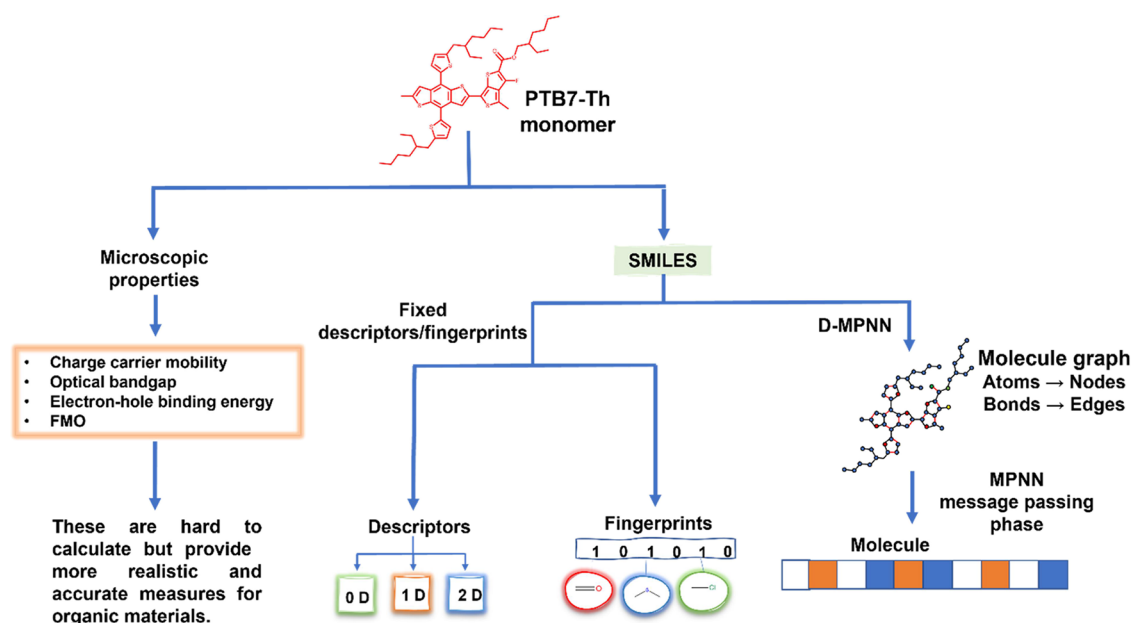 PTB7-Th
monomer
Microscopic
properties
SMILES
Fixed
descriptors/fingerprints
D-MPNN
• Charge carrier mobility
• Optical bandgap
• Electron-hole binding energy
• FMO
Molecule graph
Atoms → Nodes
Bonds → Edges
These are hard to
calculate but provide
more realistic and
accurate measures for
organic materials.
Descriptors
0 D
1 D
2 D
Fingerprints
1 0 1 0 1 0
O
S
Cl
MPNN
message passing
phase
Molecule